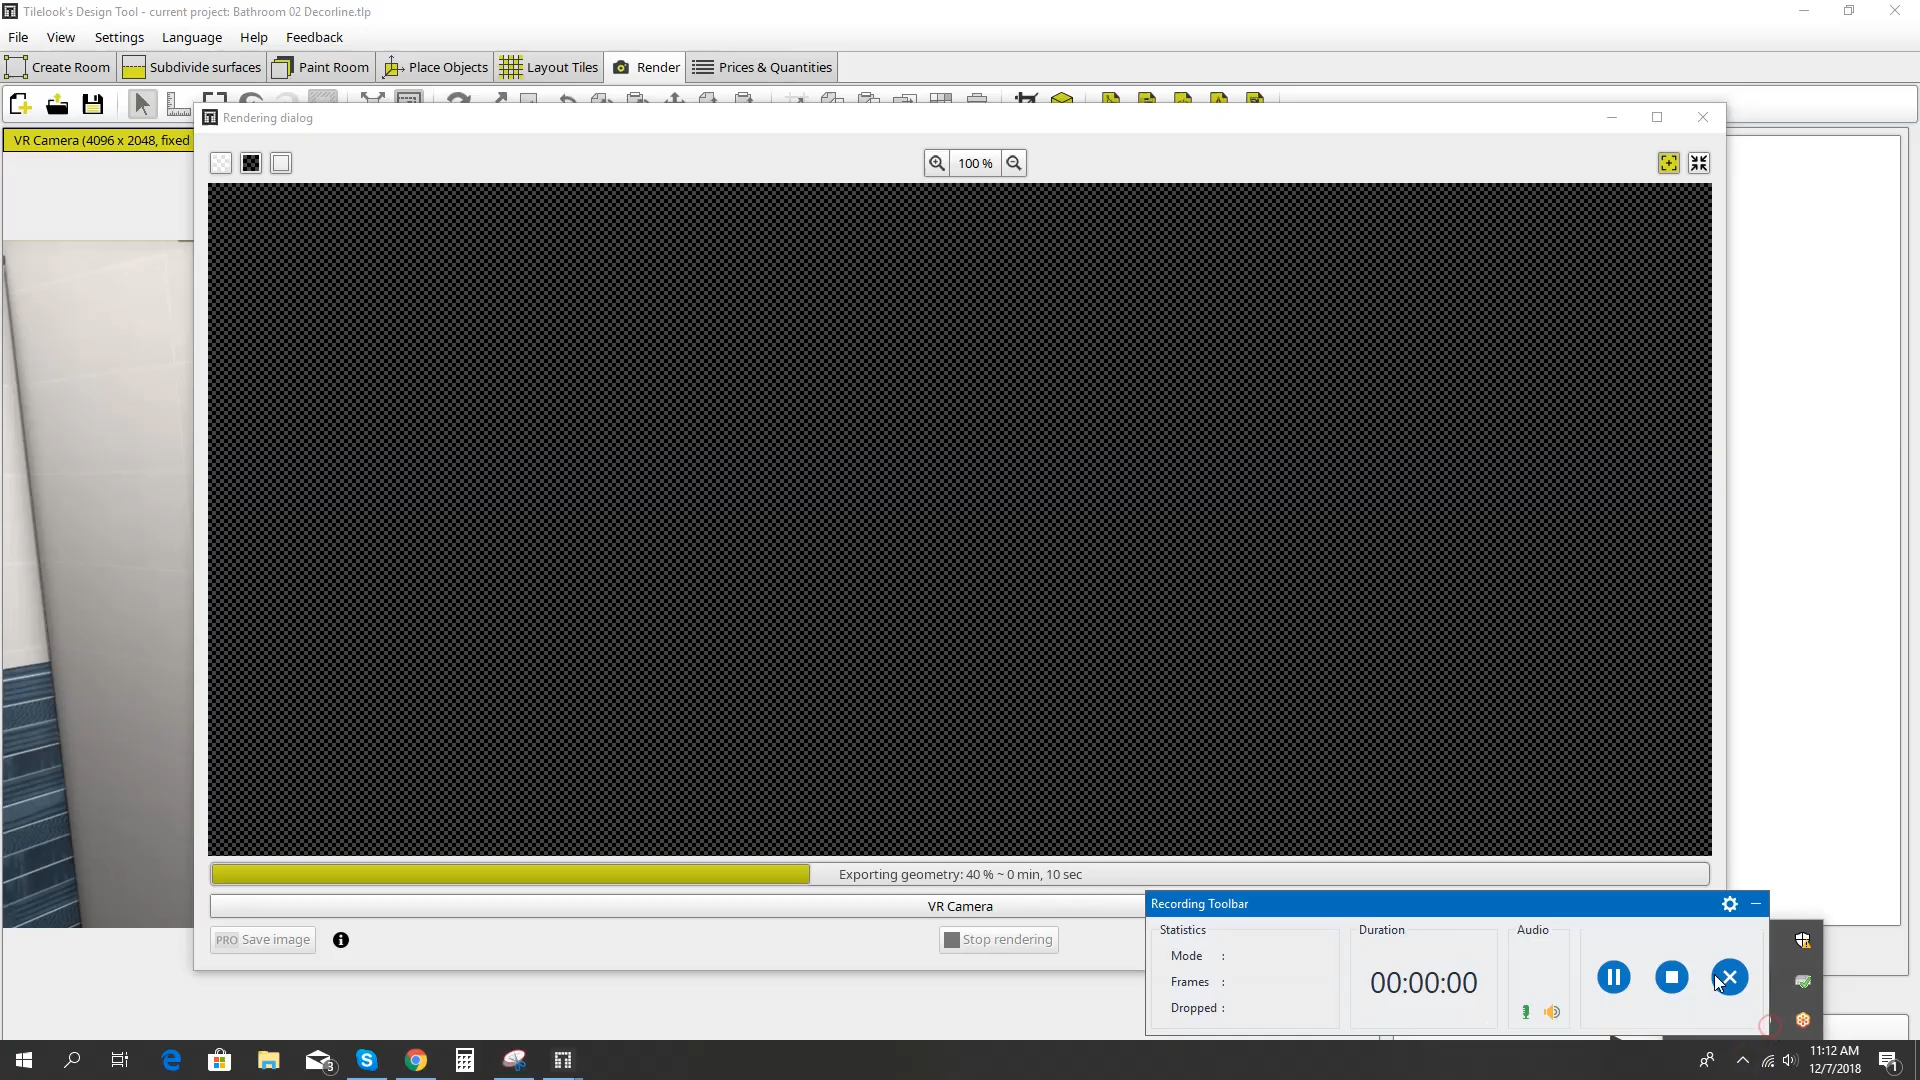 Tilelook's Design Tool - current project: Bathroom 02 Decorline.tlp
File View Settings Language Help Feedback
Create Room Subdivide surfaces Paint Room Place Objects Layout Tiles Render Prices & Quantities
VR Camera (4096 x 2048, fixed
Rendering dialog
100 %
Exporting geometry: 40 % ~ 0 min, 10 sec
VR Camera
PRO Save image
Stop rendering
Recording Toolbar
Statistics
Mode :
Frames :
Dropped :
Duration
00:00:00
Audio
3
11:12 AM
12/7/2018
1